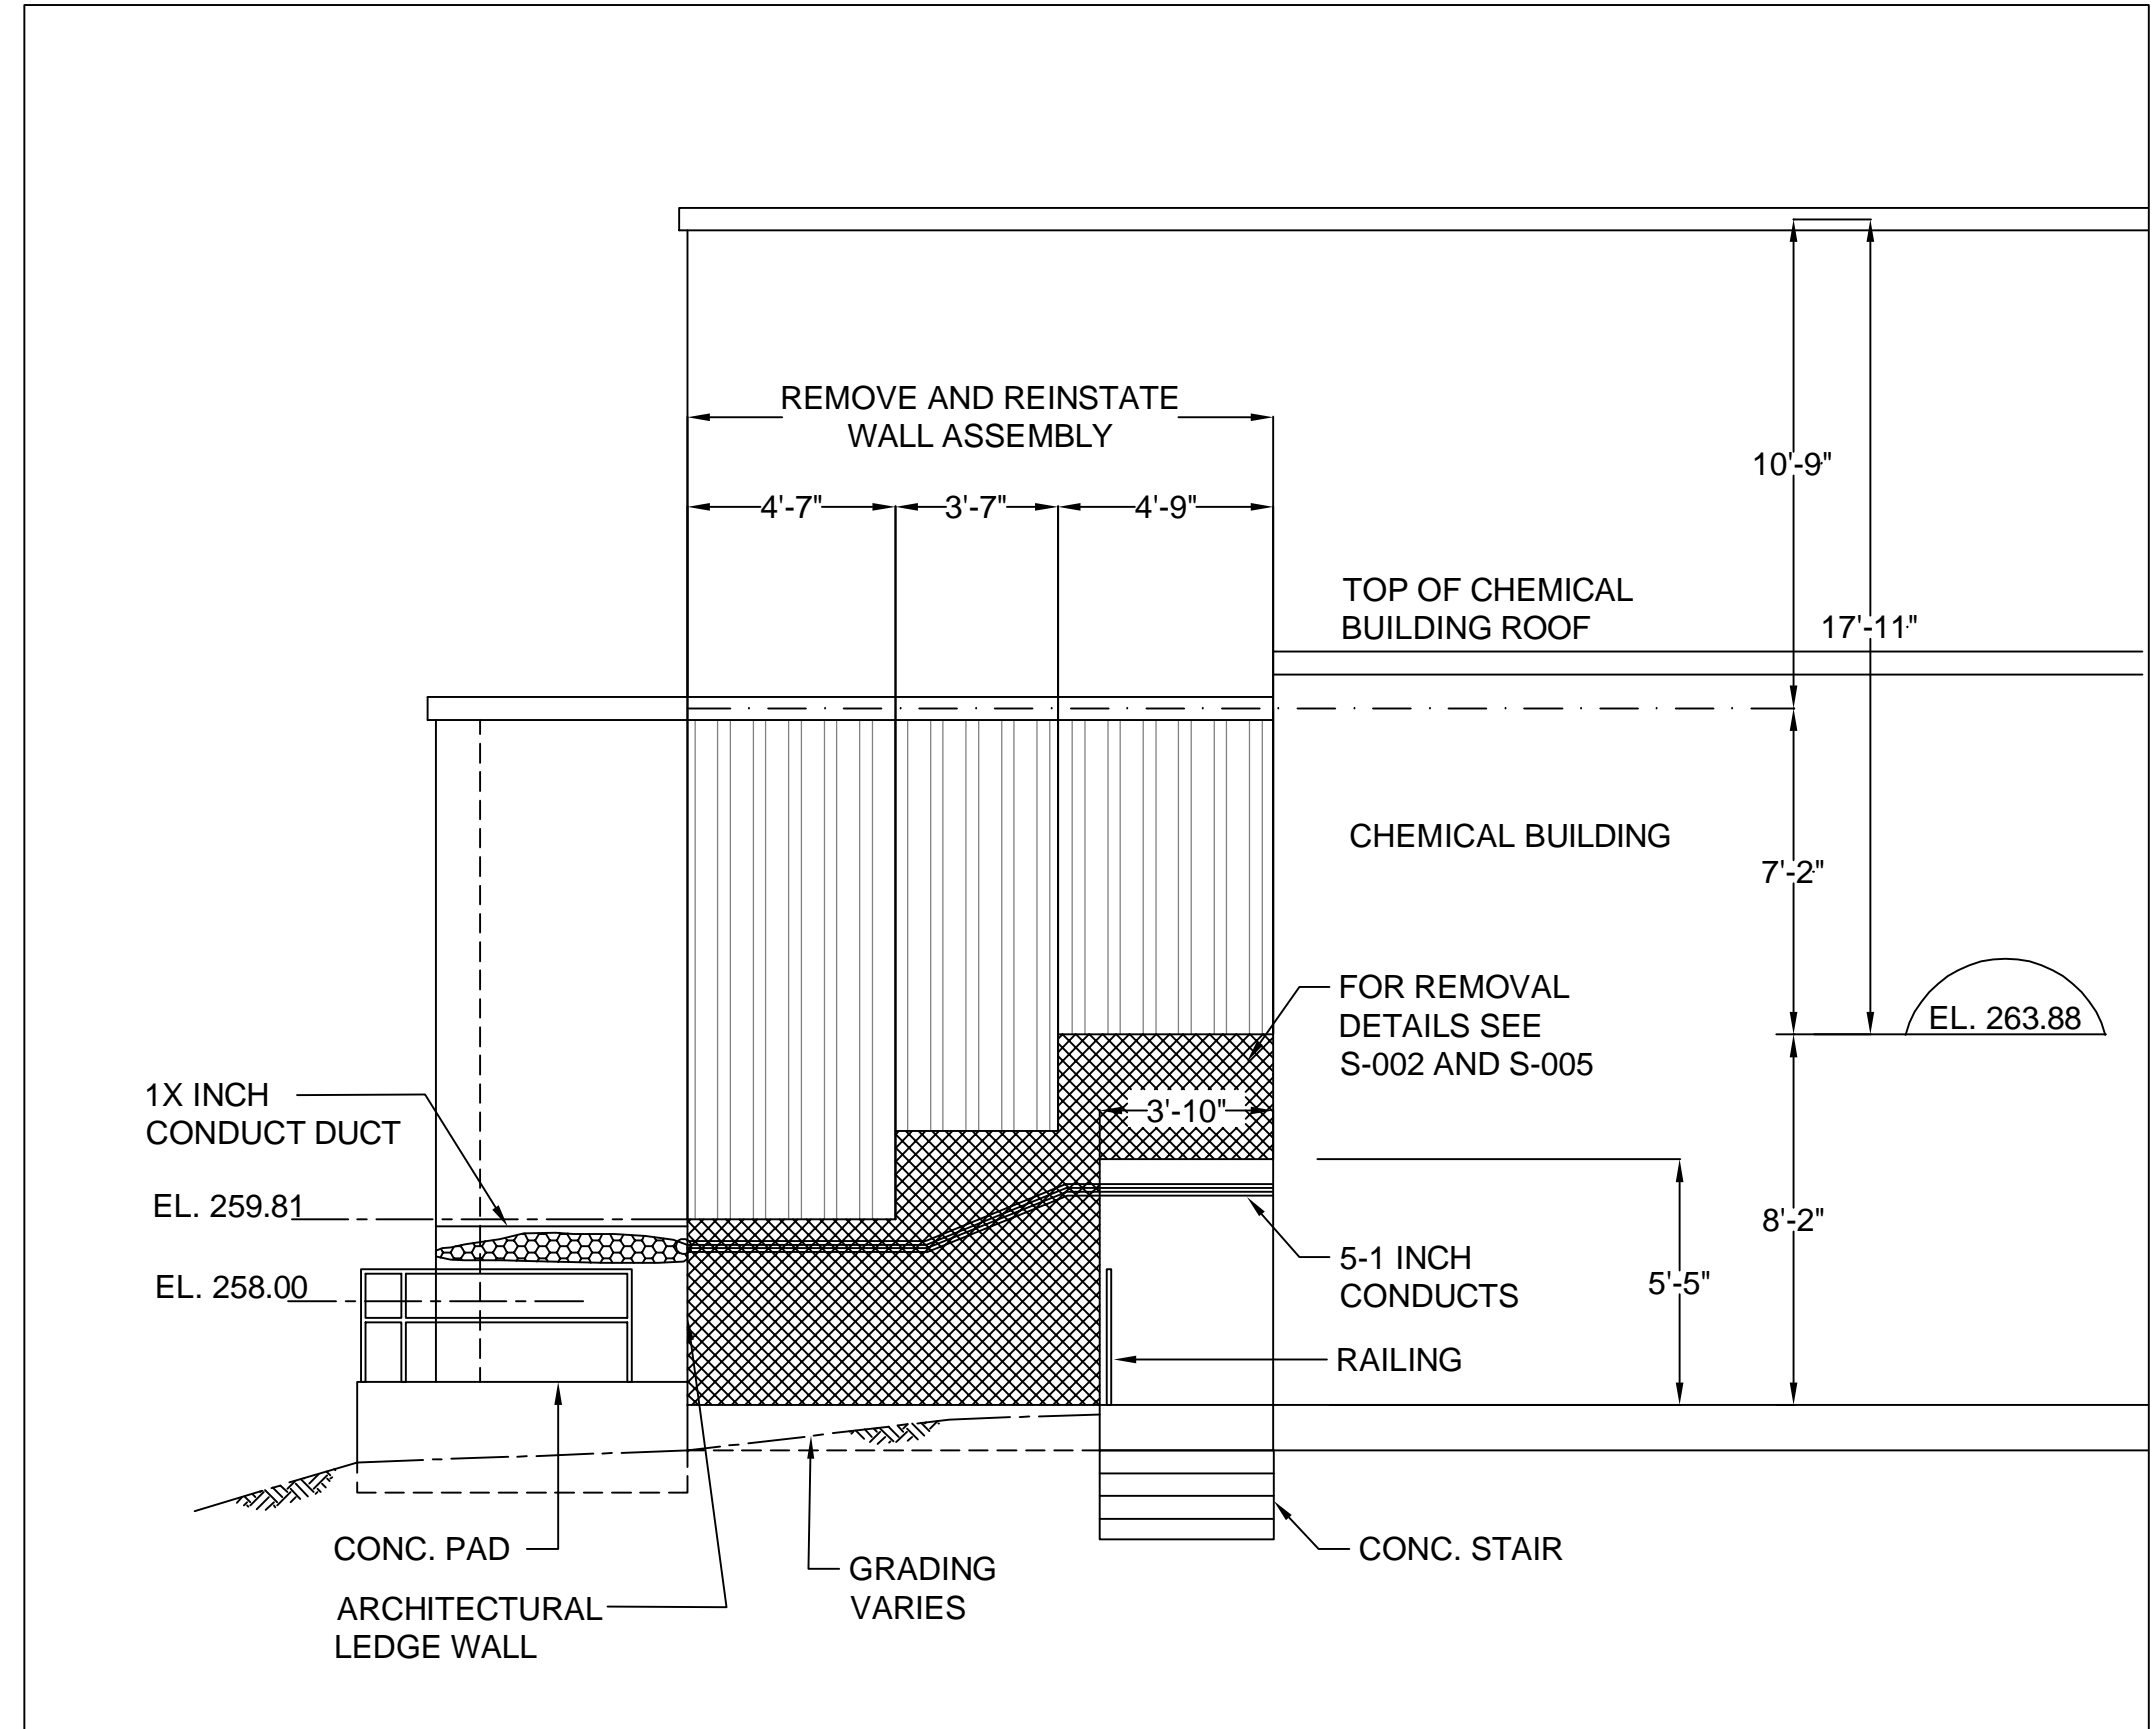 REMOVE AND REINSTATE
WALL ASSEMBLY
10'-9"
4'-7"
3'-7"
4'-9"
TOP OF CHEMICAL
BUILDING ROOF
17'-11"
CHEMICAL BUILDING
7'-2"
FOR REMOVAL
DETAILS SEE
S-002 AND S-005
EL. 263.88
1X INCH
CONDUCT DUCT
3'-10"
EL. 259.81
8'-2"
5-1 INCH
CONDUCTS
EL. 258.00
5'-5"
RAILING
CONC. PAD
GRADING
VARIES
CONC. STAIR
ARCHITECTURAL
LEDGE WALL